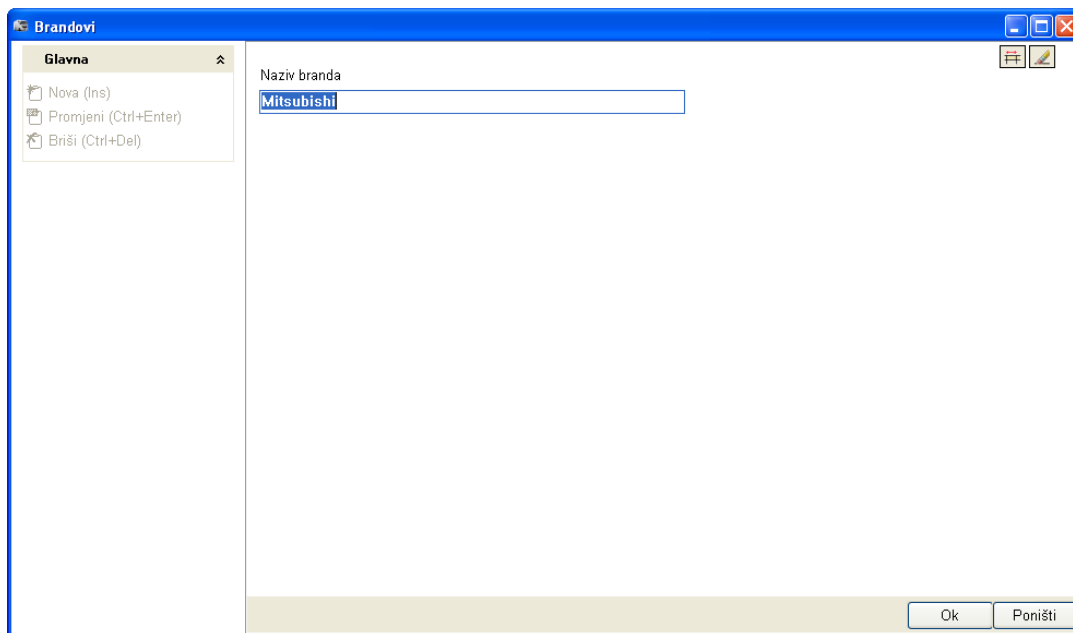 Brandovi
Glavna
Nova (Ins)
Promjeni (Ctrl+Enter)
Briši (Ctrl+Del)
Naziv branda
Mitsubishi
Ok
Poništi